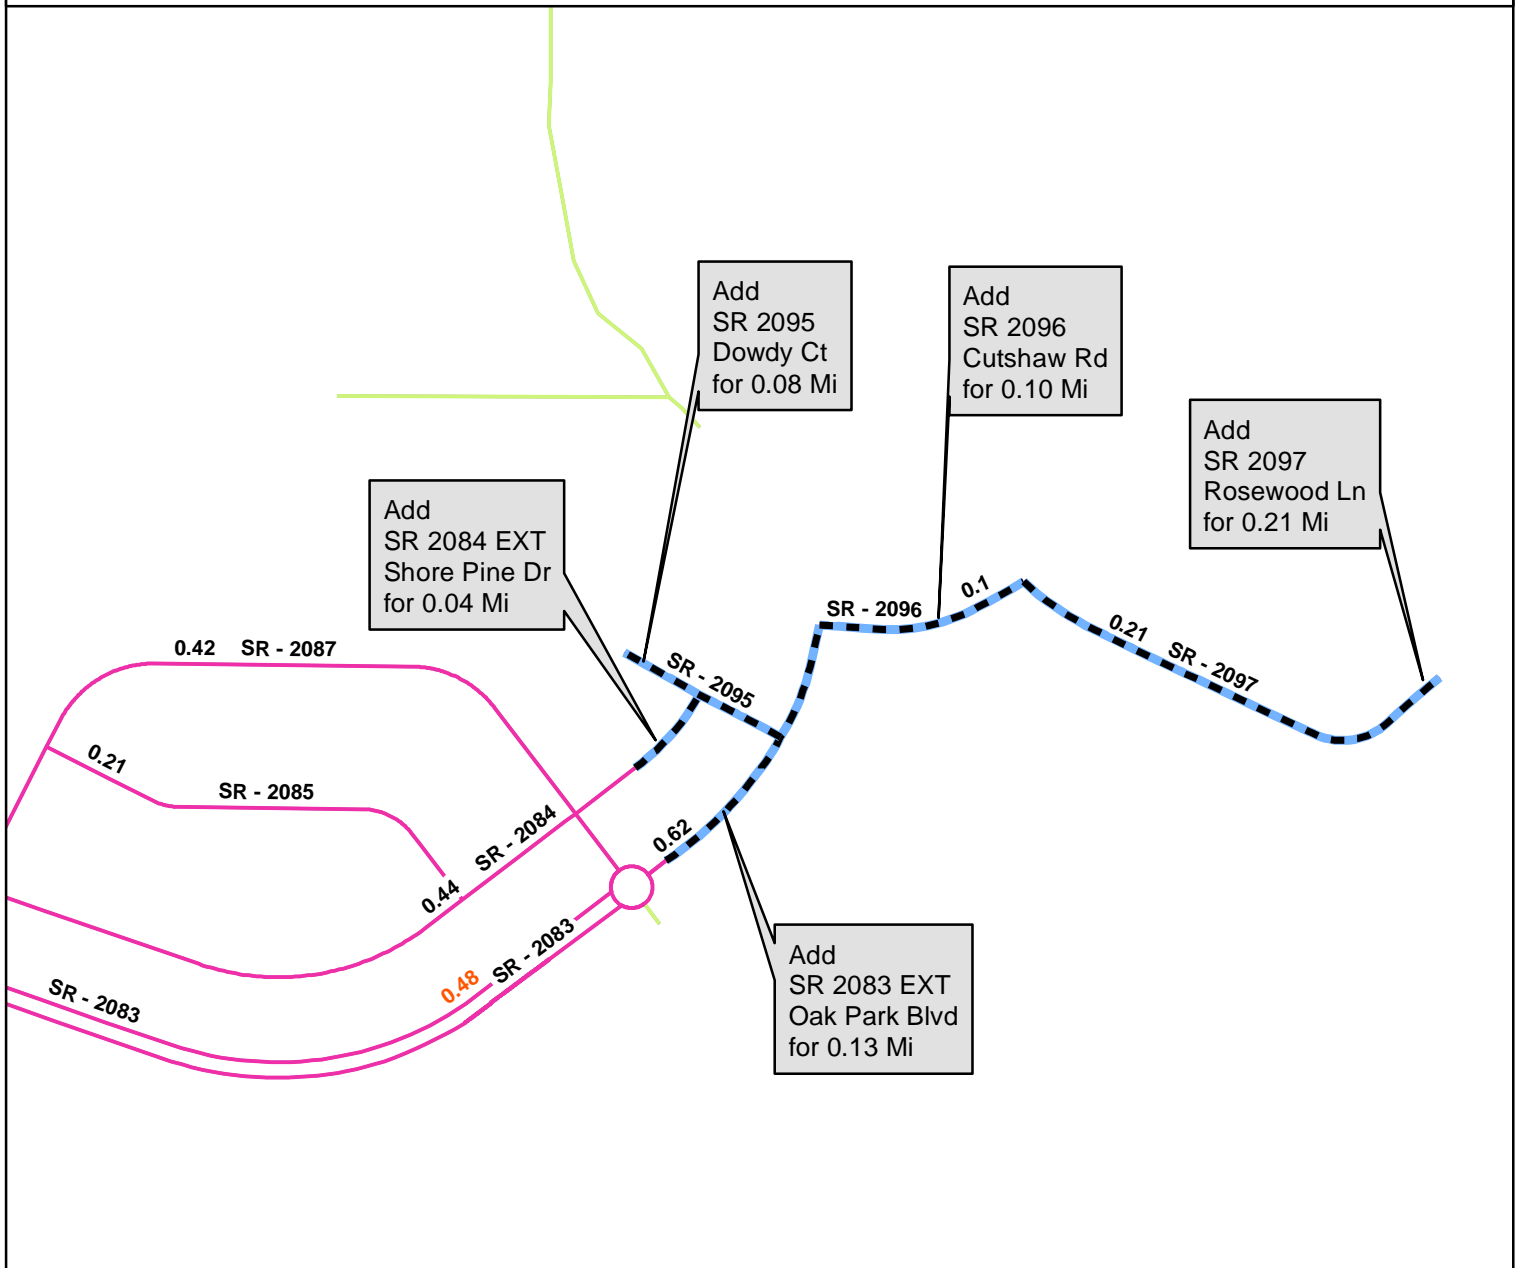 Add
SR 2095
Dowdy Ct
for 0.08 Mi
Add
SR 2096
Cutshaw Rd
for 0.10 Mi
Add
SR 2097
Rosewood Ln
for 0.21 Mi
Add
SR 2084 EXT
Shore Pine Dr
for 0.04 Mi
SR - 2096
0.1
0.21
SR - 2097
SR - 2095
0.42 SR - 2087
0.21
SR - 2085
SR - 2084
0.44
0.62
SR - 2083
0.48
SR - 2083
Add
SR 2083 EXT
Oak Park Blvd
for 0.13 Mi